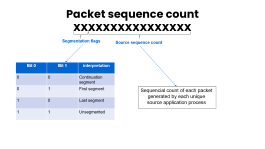 Packet sequence count
XXXXXXXXXXXXXXXX
Segmentation flags
Source sequence count
Bit 0 Bit 1 Interpretation
0 0 Continuation segment
0 1 First segment
1 0 Last segment
1 1 Unsegmented
Sequencial count of each packet
generated by each unique
source application process